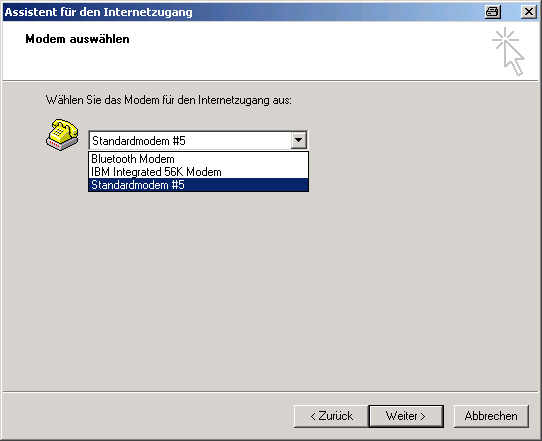 Assistent für den Internetzugang
Modem auswählen
Wählen Sie das Modem für den Internetzugang aus:
Standardmodem #5
Bluetooth Modem
IBM Integrated 56K Modem
Standardmodem #5
< Zurück
Weiter >
Abbrechen